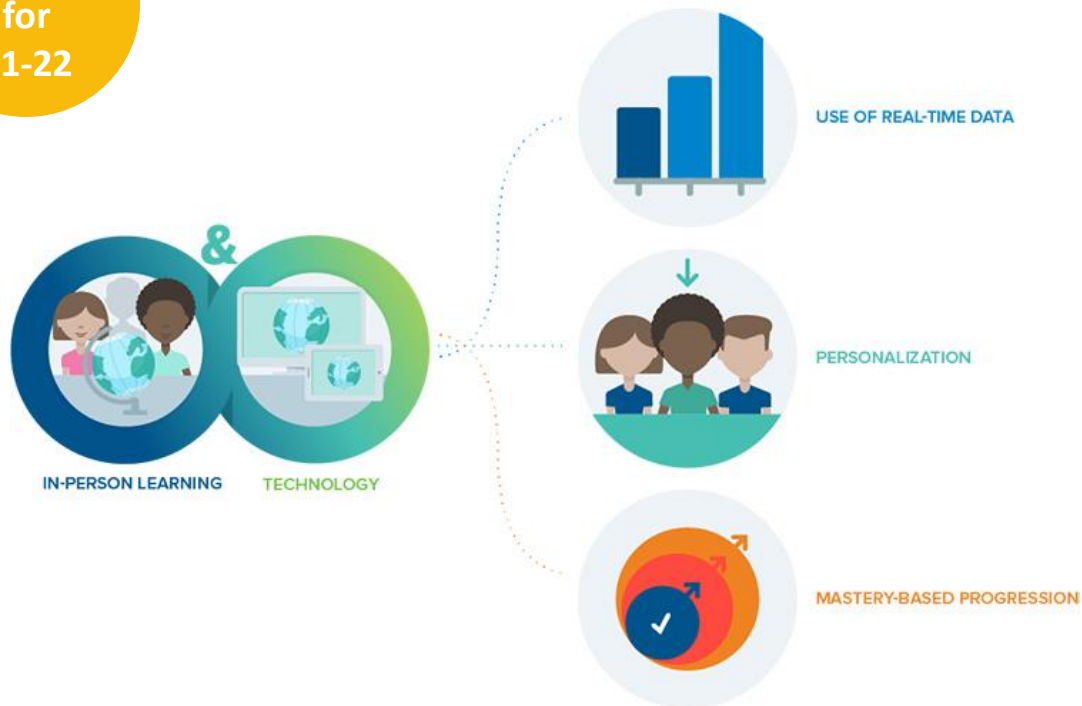 for
1-22
USE OF REAL-TIME DATA
&
PERSONALIZATION
IN-PERSON LEARNING
TECHNOLOGY
MASTERY-BASED PROGRESSION